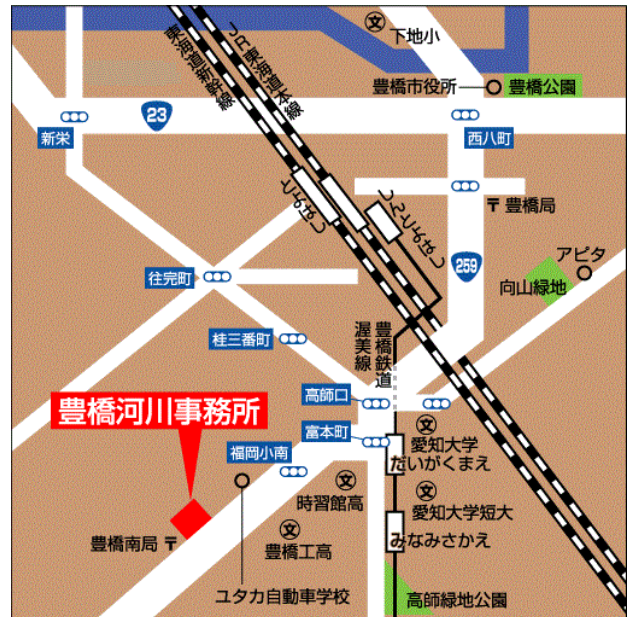 下地小
東海道新幹線
JR東海道本線
豊橋市役所
豊橋公園
23
新栄
西八町
とよはし
しんとよはし
豊橋局
259
アピタ
往完町
向山緑地
桂三番町
豊橋鉄道
渥美線
高師口
豊橋河川事務所
富本町
愛知大学
だいがくまえ
福岡小南
時習館高
愛知大学短大
豊橋南局
豊橋工高
みなみさかえ
ユタカ自動車学校
高師緑地公園